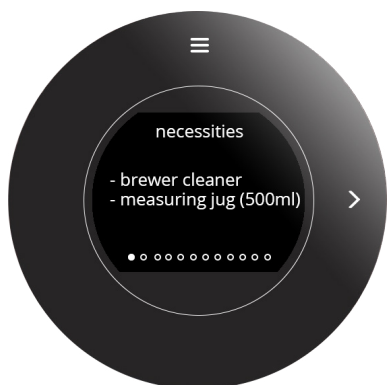 necessities
- brewer cleaner
- measuring jug (500ml)